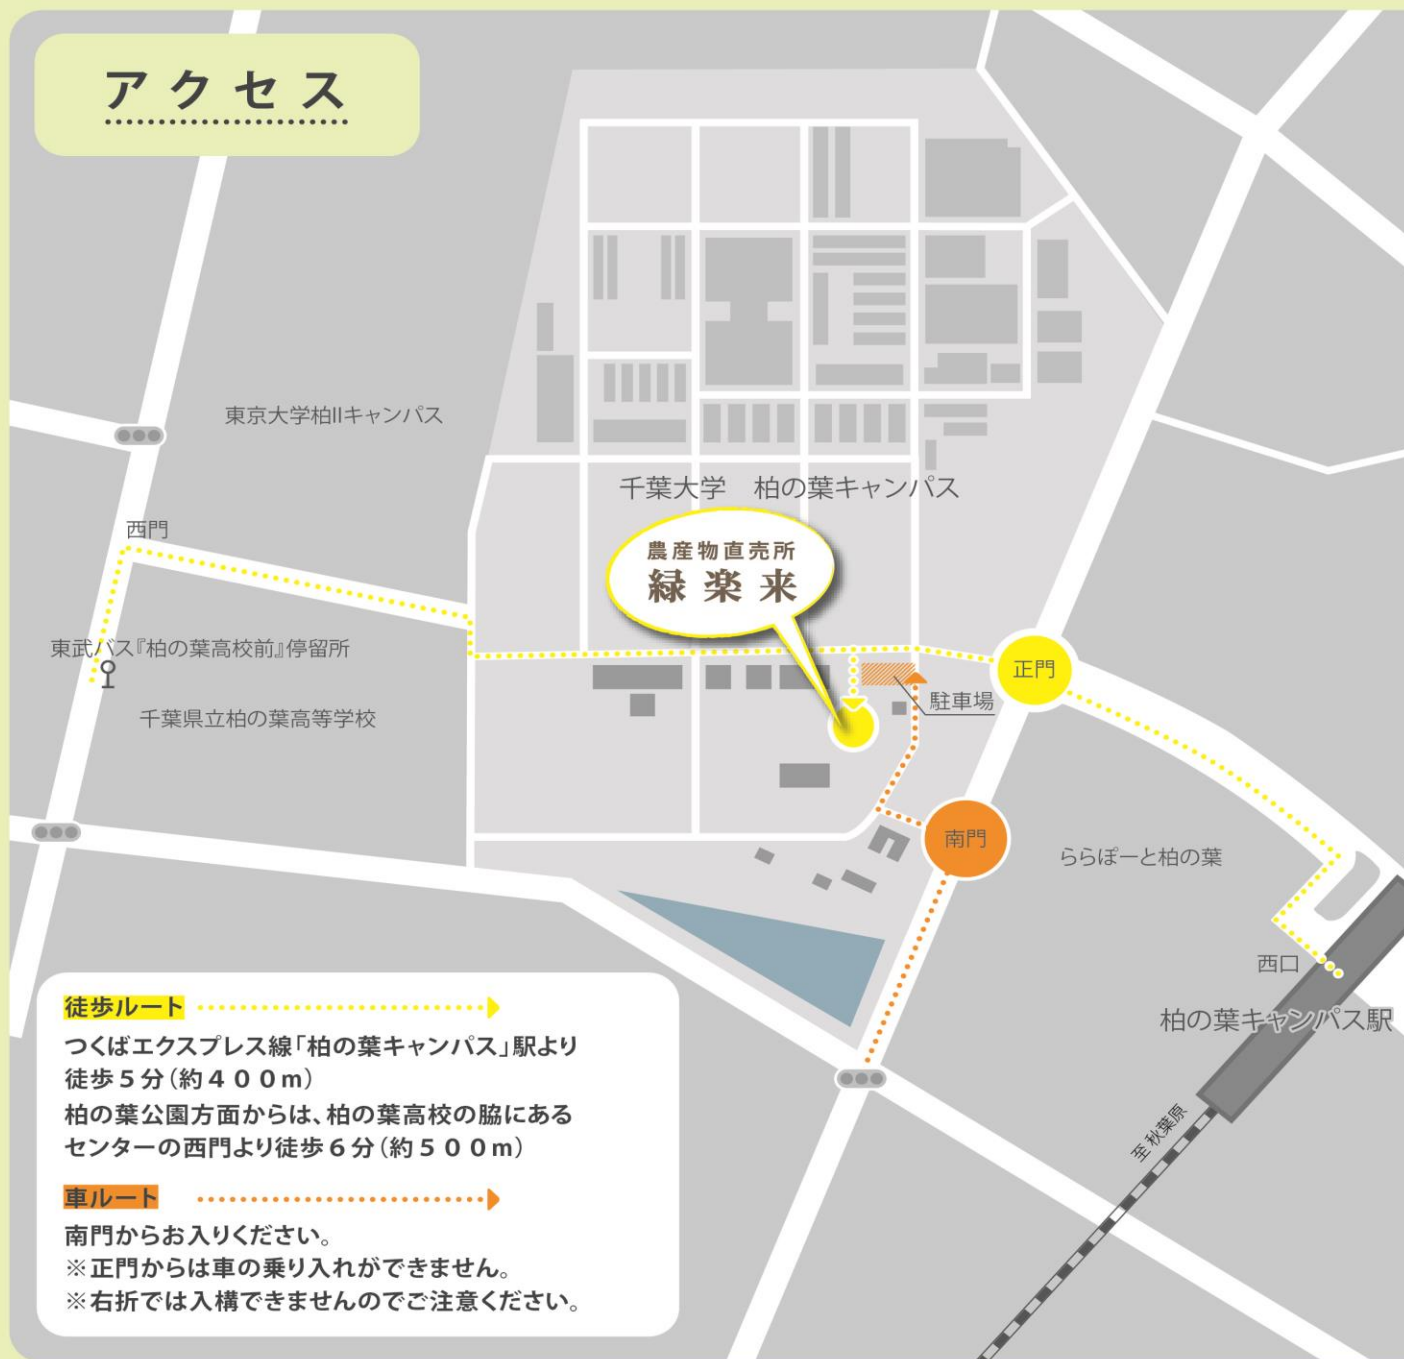 アクセス
東京大学柏IIキャンパス
千葉大学　柏の葉キャンパス
西門
農産物直売所
緑楽来
東武バス『柏の葉高校前』停留所
正門
駐車場
千葉県立柏の葉高等学校
南門
ららぽーと柏の葉
西口
柏の葉キャンパス駅
至秋葉原
徒歩ルート
つくばエクスプレス線「柏の葉キャンパス」駅より
徒歩５分（約４００m）
柏の葉公園方面からは、柏の葉高校の脇にある
センターの西門より徒歩６分（約５００m）
車ルート
南門からお入りください。
※正門からは車の乗り入れができません。
※右折では入構できませんのでご注意ください。